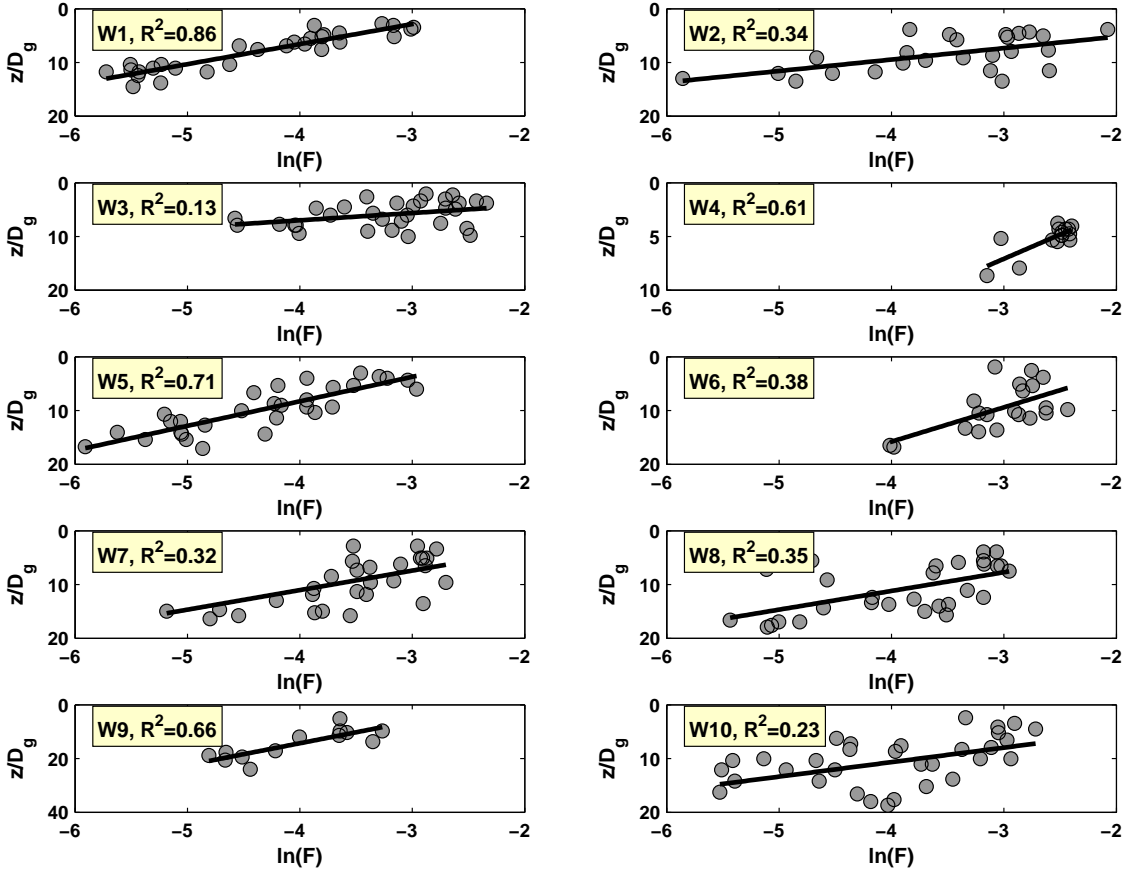 W1, R²=0.86
z/D_g
0
10
20
-6 -5 -4 -3 -2
ln(F)
W2, R²=0.34
z/D_g
0
10
20
-6 -5 -4 -3 -2
ln(F)
W3, R²=0.13
z/D_g
0
10
20
-6 -5 -4 -3 -2
ln(F)
W4, R²=0.61
z/D_g
0
5
10
-6 -5 -4 -3 -2
ln(F)
W5, R²=0.71
z/D_g
0
10
20
-6 -5 -4 -3 -2
ln(F)
W6, R²=0.38
z/D_g
0
10
20
-6 -5 -4 -3 -2
ln(F)
W7, R²=0.32
z/D_g
0
10
20
-6 -5 -4 -3 -2
ln(F)
W8, R²=0.35
z/D_g
0
10
20
-6 -5 -4 -3 -2
ln(F)
W9, R²=0.66
z/D_g
0
20
40
-6 -5 -4 -3 -2
ln(F)
W10, R²=0.23
z/D_g
0
10
20
-6 -5 -4 -3 -2
ln(F)